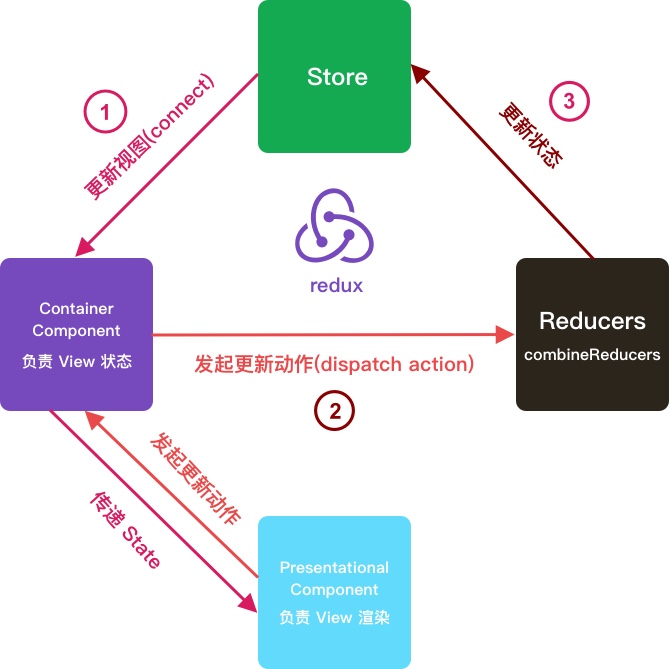 Store
1
更新视图(connect)
3
更新状态
redux
Container
Component
负责 View 状态
Reducers
combineReducers
发起更新动作(dispatch action)
2
发起更新动作
传递 State
Presentational
Component
负责 View 渲染